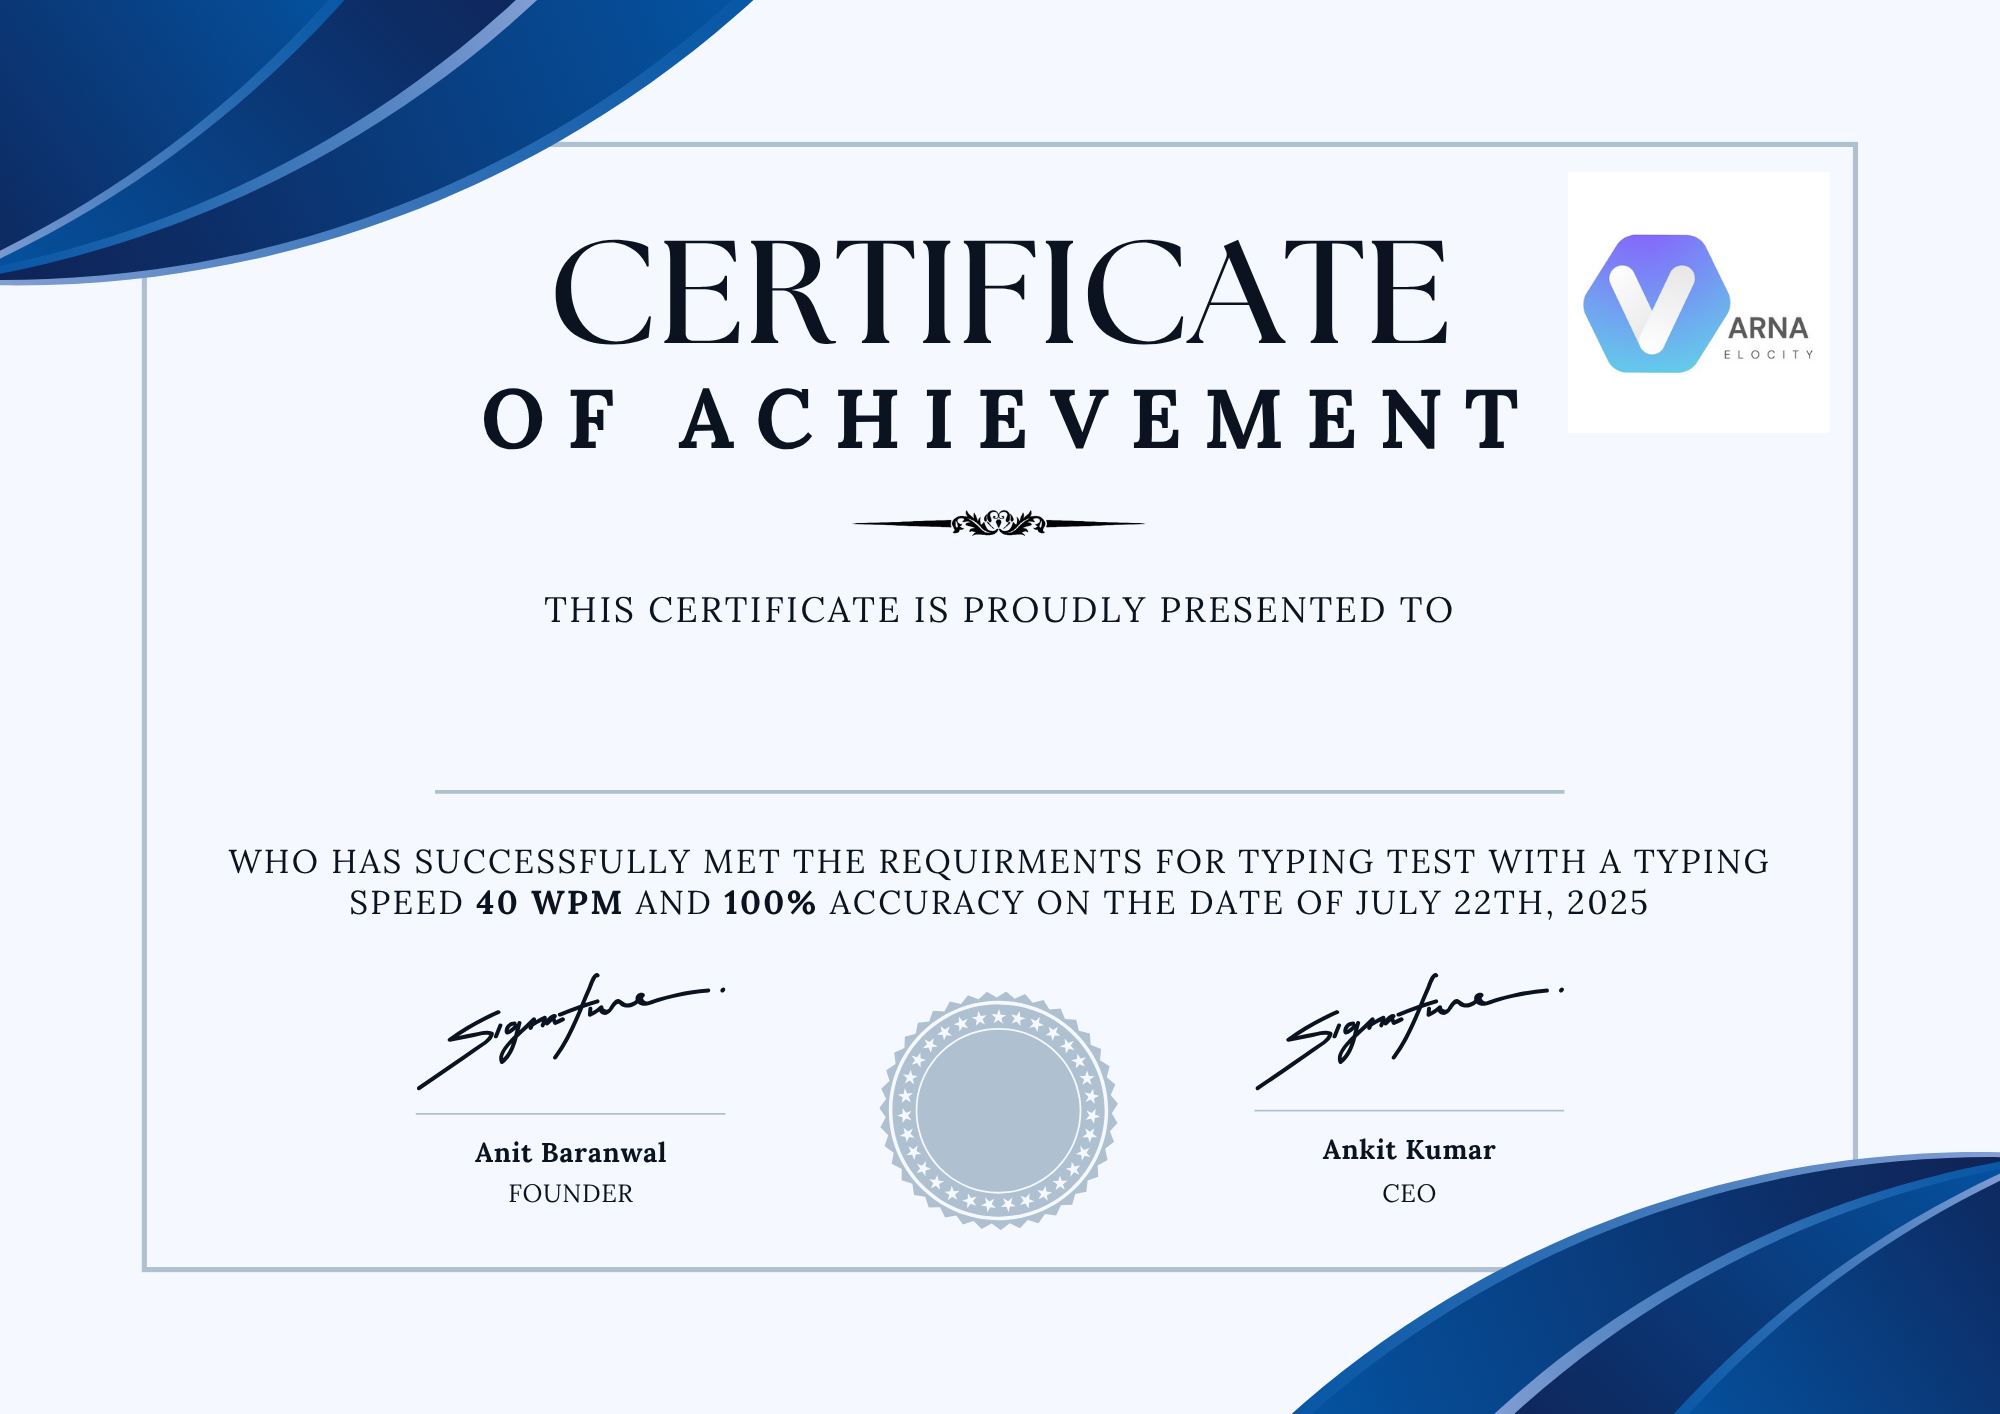 CERTIFICATE
OF ACHIEVEMENT
V ARNA
ELOCITY
THIS CERTIFICATE IS PROUDLY PRESENTED TO
WHO HAS SUCCESSFULLY MET THE REQUIRMENTS FOR TYPING TEST WITH A TYPING
SPEED 40 WPM AND 100% ACCURACY ON THE DATE OF JULY 22TH, 2025
Signature Signature
Anit Baranwal Ankit Kumar
FOUNDER CEO